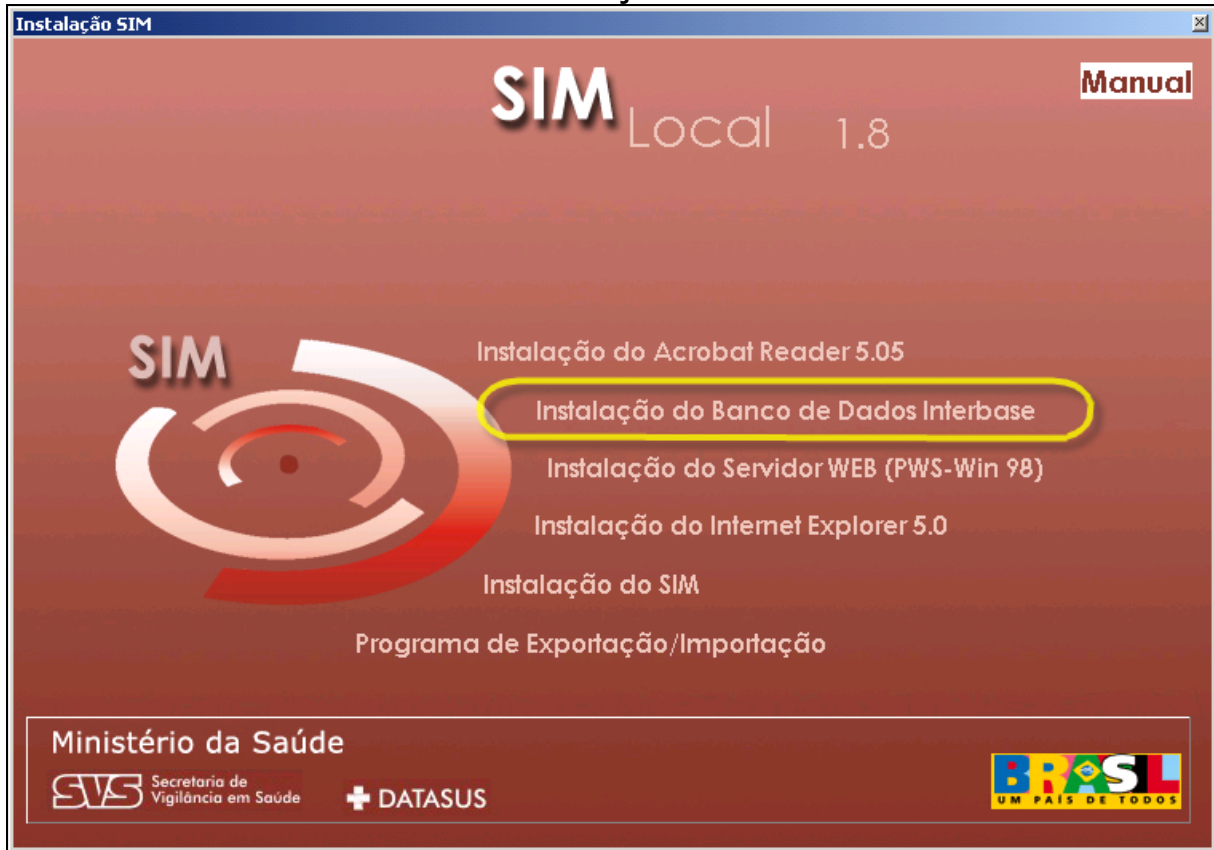 Instalação SIM
SIM
Local 1.8
Manual
SIM
Instalação do Acrobat Reader 5.05
Instalação do Banco de Dados Interbase
Instalação do Servidor WEB (PWS-Win 98)
Instalação do Internet Explorer 5.0
Instalação do SIM
Programa de Exportação/Importação
Ministério da Saúde
SVS Secretaria de
Vigilância em Saúde
DATASUS
BRASIL
UM PAÍS DE TODOS